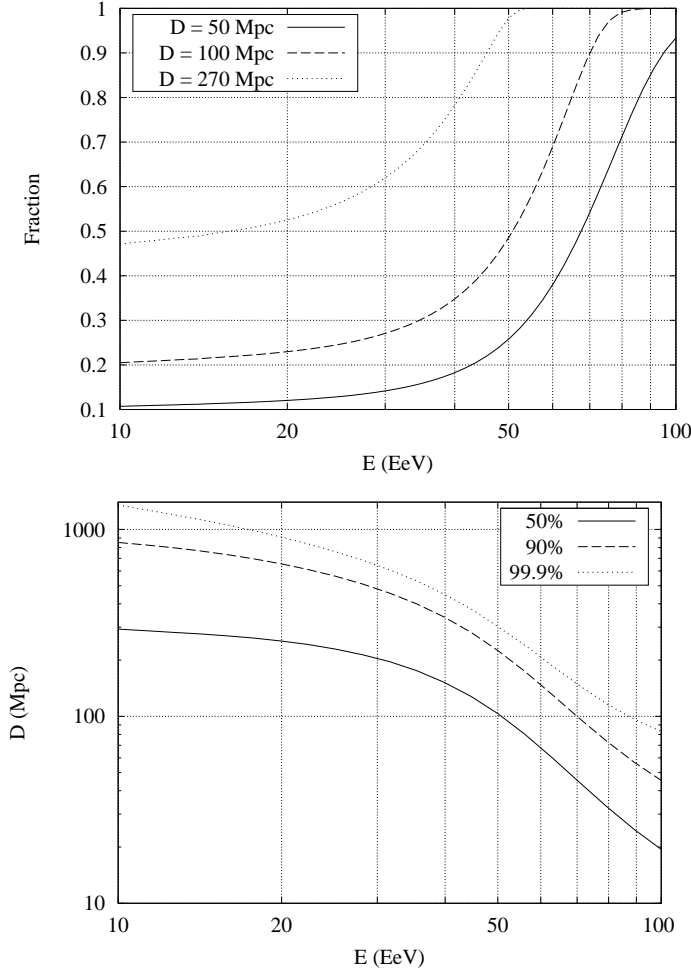 1
0.9
0.8
0.7
0.6
0.5
0.4
0.3
0.2
0.1
Fraction
D = 50 Mpc
D = 100 Mpc
D = 270 Mpc
10 20 50 100
E (EeV)
1000
100
10
D (Mpc)
50%
90%
99.9%
10 20 50 100
E (EeV)